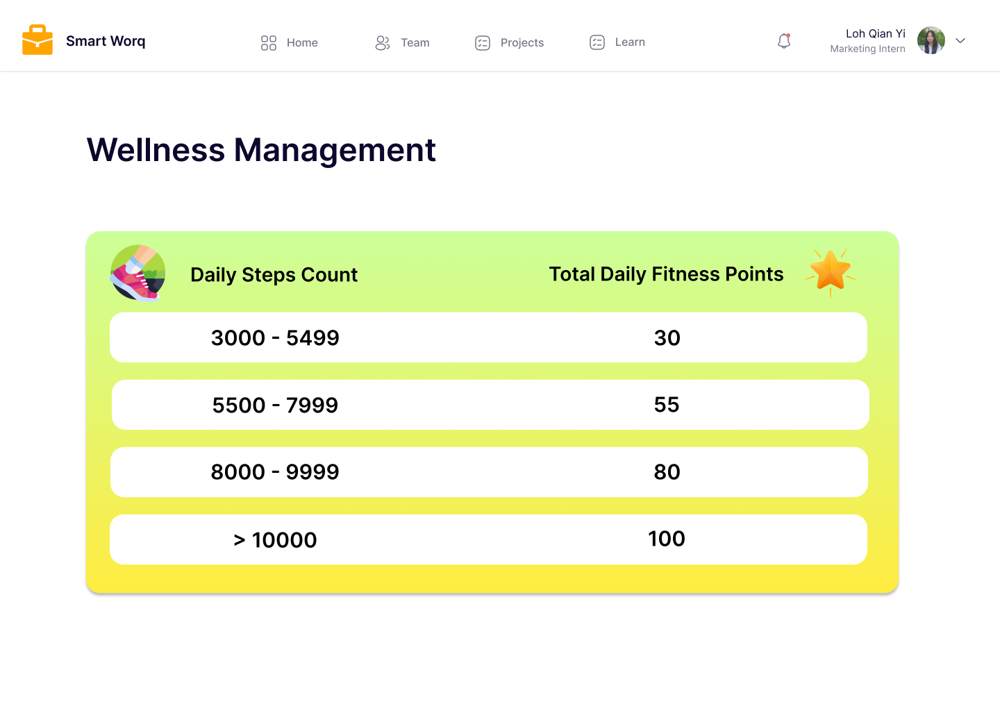 Smart Worq
Home
Team
Projects
Learn
Loh Qian Yi
Marketing Intern
Wellness Management
Daily Steps Count
Total Daily Fitness Points
3000 - 5499
30
5500 - 7999
55
8000 - 9999
80
> 10000
100